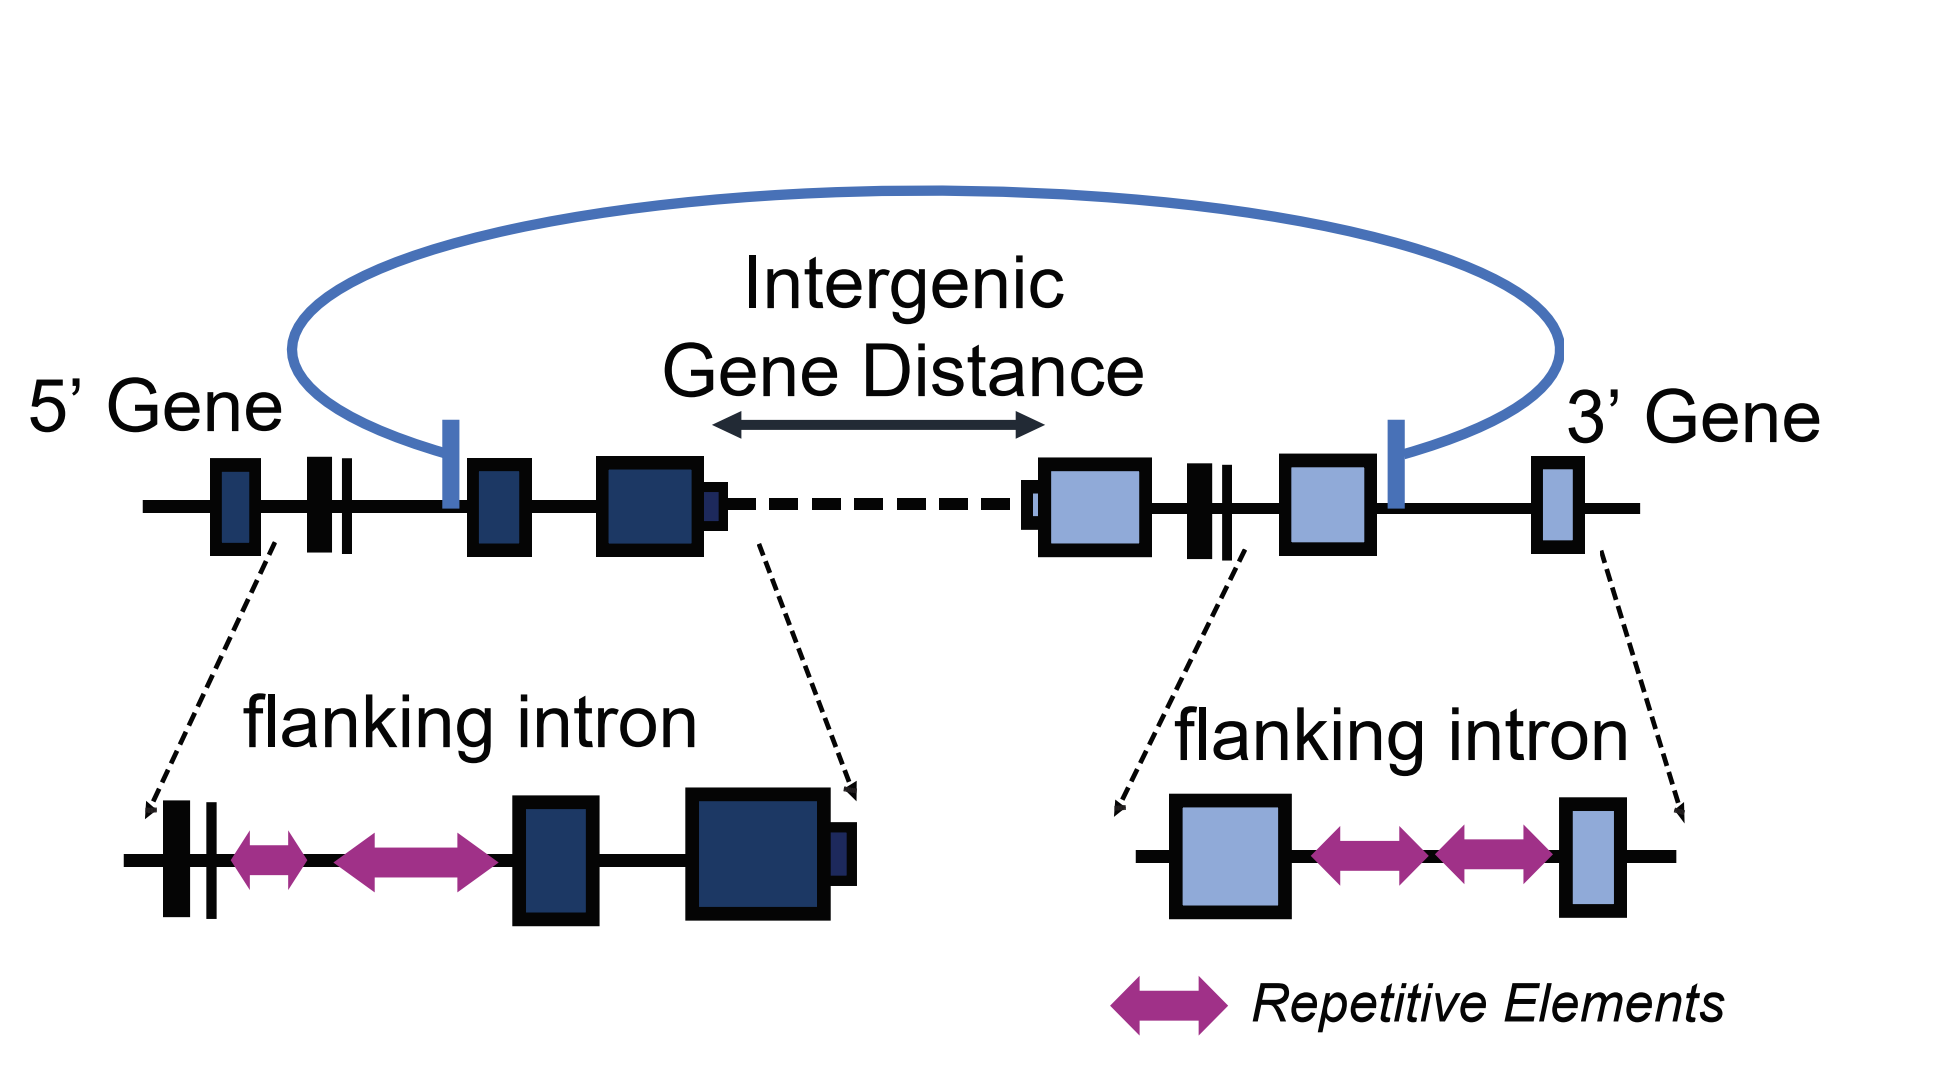 Intergenic
Gene Distance
5’ Gene
3’ Gene
flanking intron
flanking intron
Repetitive Elements